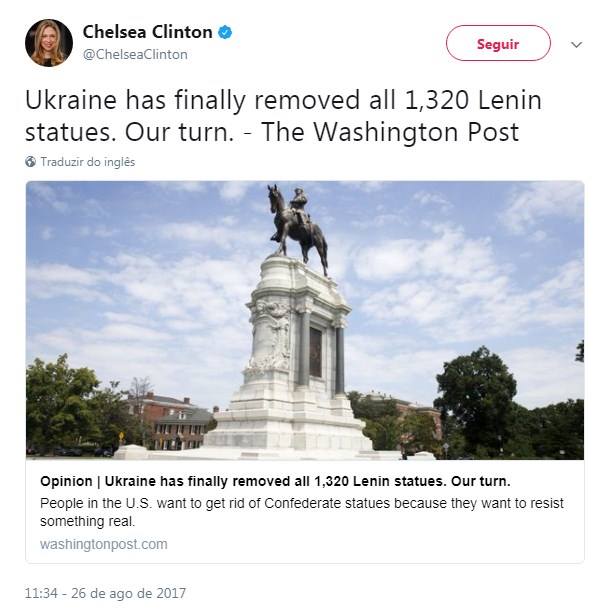 Chelsea Clinton
@ChelseaClinton
Seguir
Ukraine has finally removed all 1,320 Lenin
statues. Our turn. - The Washington Post
Traduzir do inglês
Opinion | Ukraine has finally removed all 1,320 Lenin statues. Our turn.
People in the U.S. want to get rid of Confederate statues because they want to resist
something real.
washingtonpost.com
11:34 - 26 de ago de 2017